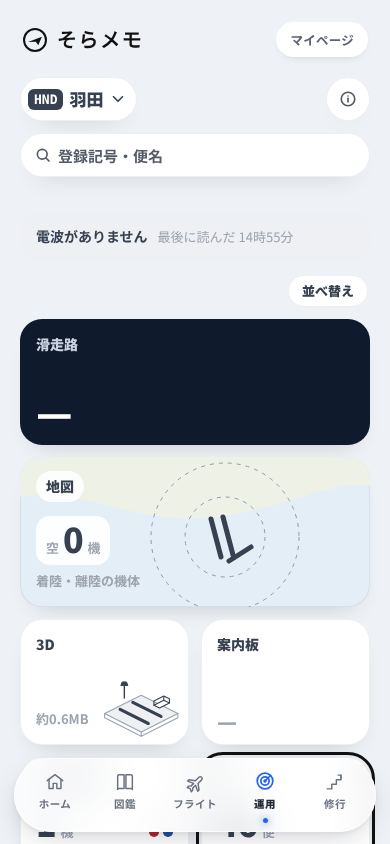 そらメモ
マイページ
HND 羽田
登録記号・便名
電波がありません 最後に読んだ 14時55分
並べ替え
滑走路
—
地図
空 0 機
着陸・離陸の機体
3D
案内板
約0.6MB
—
ホーム 図鑑 フライト 運用 修行
機
便